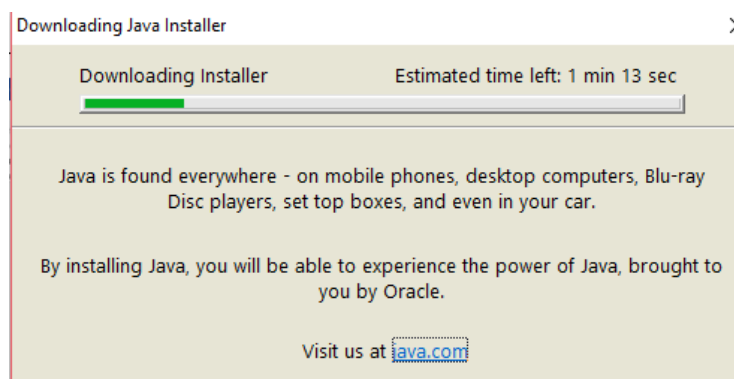 Downloading Java Installer
Downloading Installer
Estimated time left: 1 min 13 sec
Java is found everywhere - on mobile phones, desktop computers, Blu-ray
Disc players, set top boxes, and even in your car.
By installing Java, you will be able to experience the power of Java, brought to
you by Oracle.
Visit us at java.com